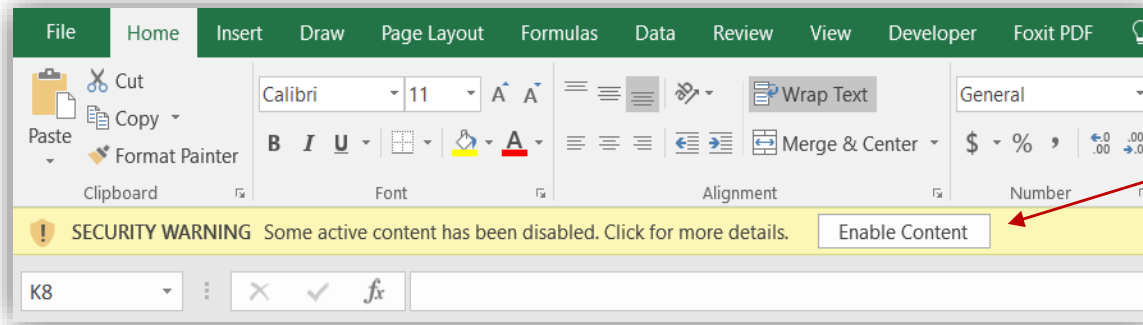 File Home Insert Draw Page Layout Formulas Data Review View Developer Foxit PDF
Cut
Calibri 11 A A Wrap Text General
Copy
Paste
B I U A Merge & Center $ % , .0 .00
Format Painter
Clipboard Font Alignment Number
SECURITY WARNING Some active content has been disabled. Click for more details. Enable Content
K8 fx